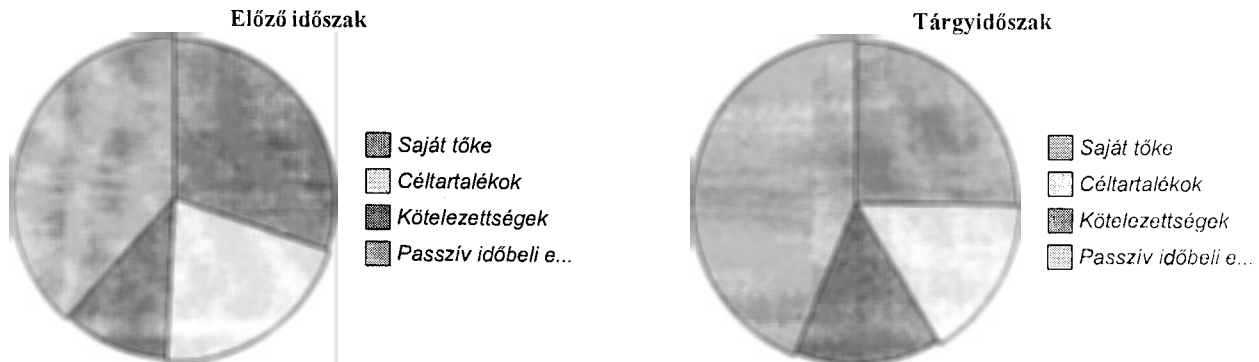 Előző időszak
Saját tőke
Céltartalékok
Kötelezettségek
Passzív időbeli e...
Tárgyidőszak
Saját tőke
Céltartalékok
Kötelezettségek
Passzív időbeli e...